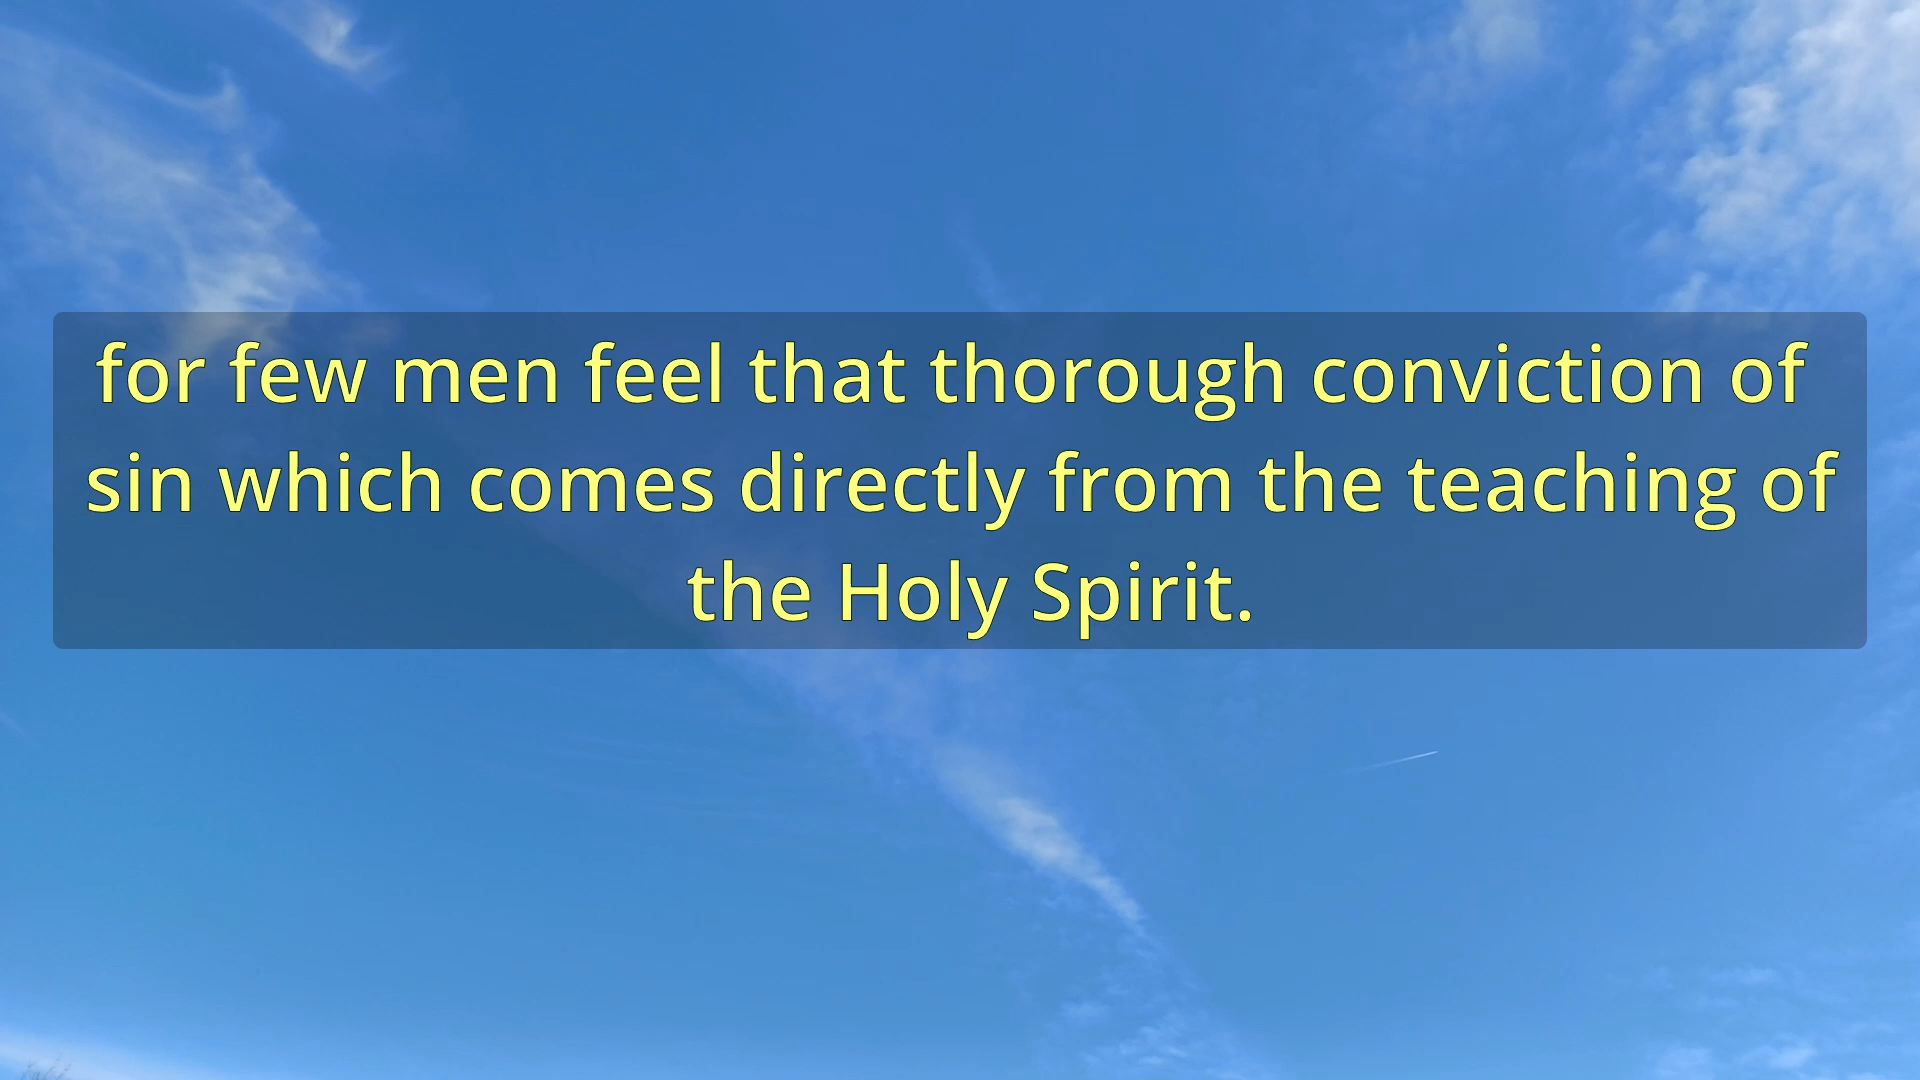 for few men feel that thorough conviction of
sin which comes directly from the teaching of
the Holy Spirit.